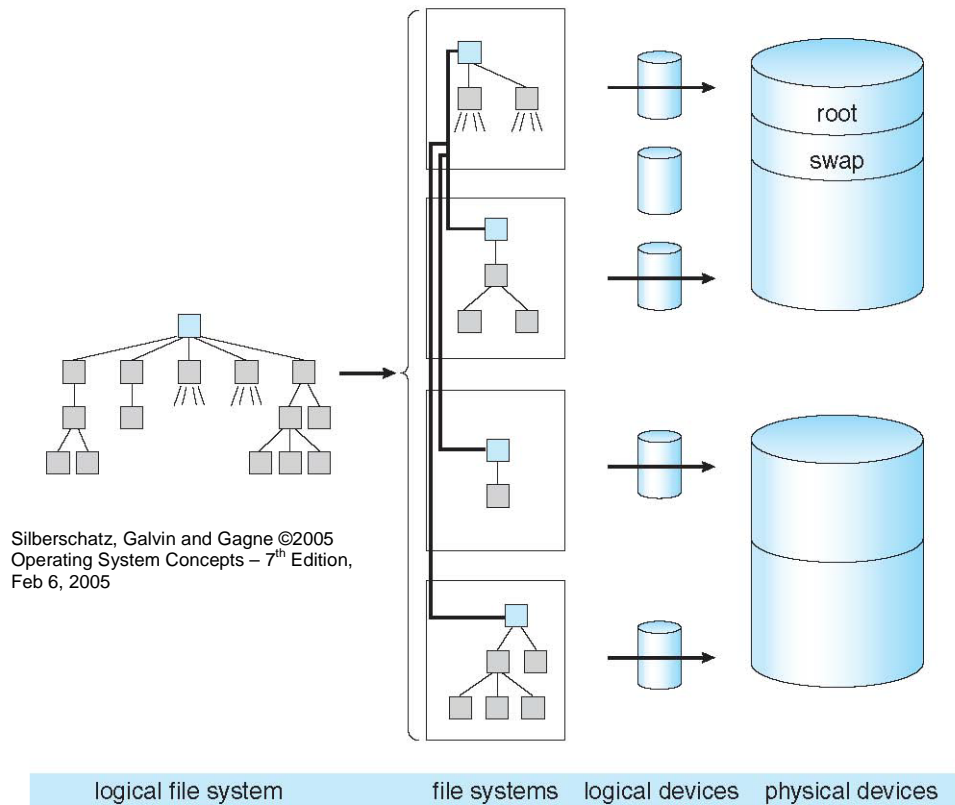 root
swap
Silberschatz, Galvin and Gagne ©2005
Operating System Concepts – 7th Edition,
Feb 6, 2005
logical file system file systems logical devices physical devices